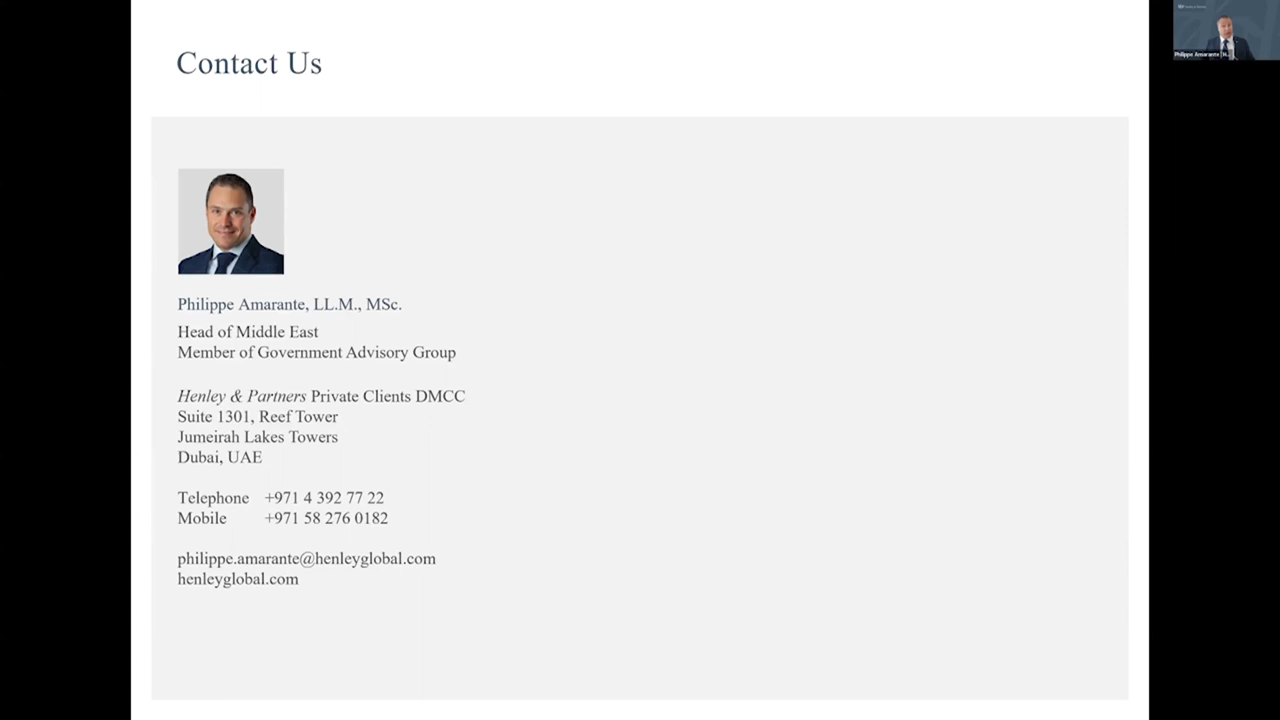 Contact Us
Philippe Amarante, LL.M., MSc.
Head of Middle East
Member of Government Advisory Group
Henley & Partners Private Clients DMCC
Suite 1301, Reef Tower
Jumeirah Lakes Towers
Dubai, UAE
Telephone +971 4 392 77 22
Mobile +971 58 276 0182
philippe.amarante@henleyglobal.com
henleyglobal.com
Philippe Amarante